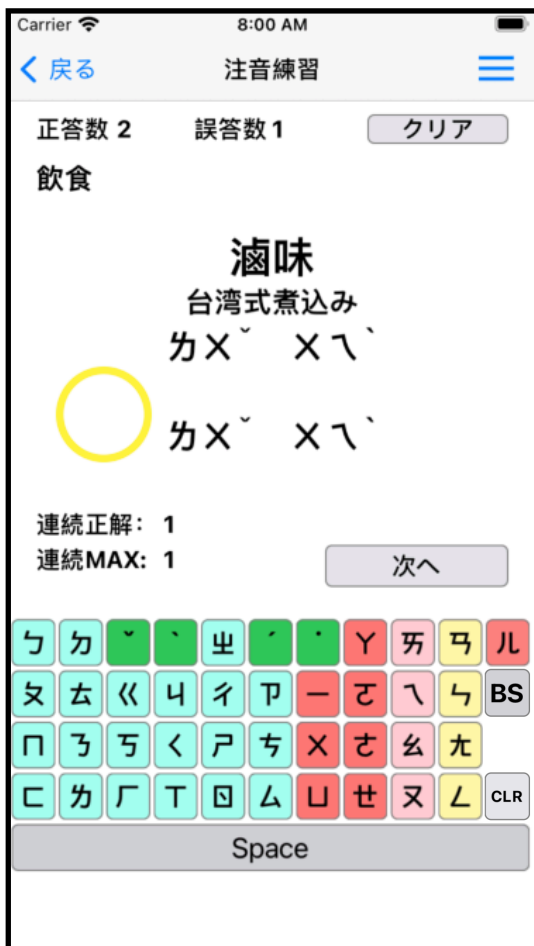 Carrier 8:00 AM
戻る 注音練習
正答数 2 誤答数 1 クリア
飲食
滷味
台湾式煮込み
ㄌㄨˇ ㄨㄟˋ
ㄌㄨˇ ㄨㄟˋ
連続正解： 1
連続MAX: 1 次へ
ㄅ ㄉ ˇ ˋ ㄓ ˊ ˙ ㄚ ㄞ ㄢ ㄦ
ㄆ ㄊ ㄍ ㄐ ㄔ ㄗ ㄧ ㄛ ㄟ ㄣ BS
ㄇ ㄋ ㄎ ㄑ ㄕ ㄘ ㄨ ㄜ ㄠ ㄤ
ㄈ ㄌ ㄏ ㄒ ㄖ ㄙ ㄩ ㄝ ㄡ ㄥ CLR
Space